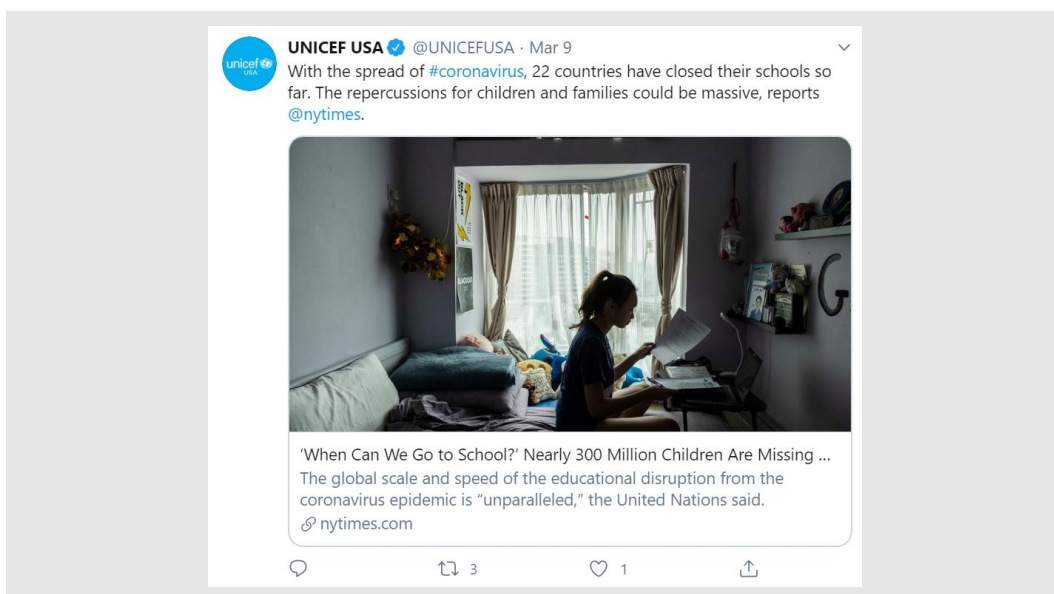 unicef
USA
UNICEF USA @UNICEFUSA · Mar 9
With the spread of #coronavirus, 22 countries have closed their schools so
far. The repercussions for children and families could be massive, reports
@nytimes.
'When Can We Go to School?' Nearly 300 Million Children Are Missing ...
The global scale and speed of the educational disruption from the
coronavirus epidemic is "unparalleled," the United Nations said.
nytimes.com
3
1